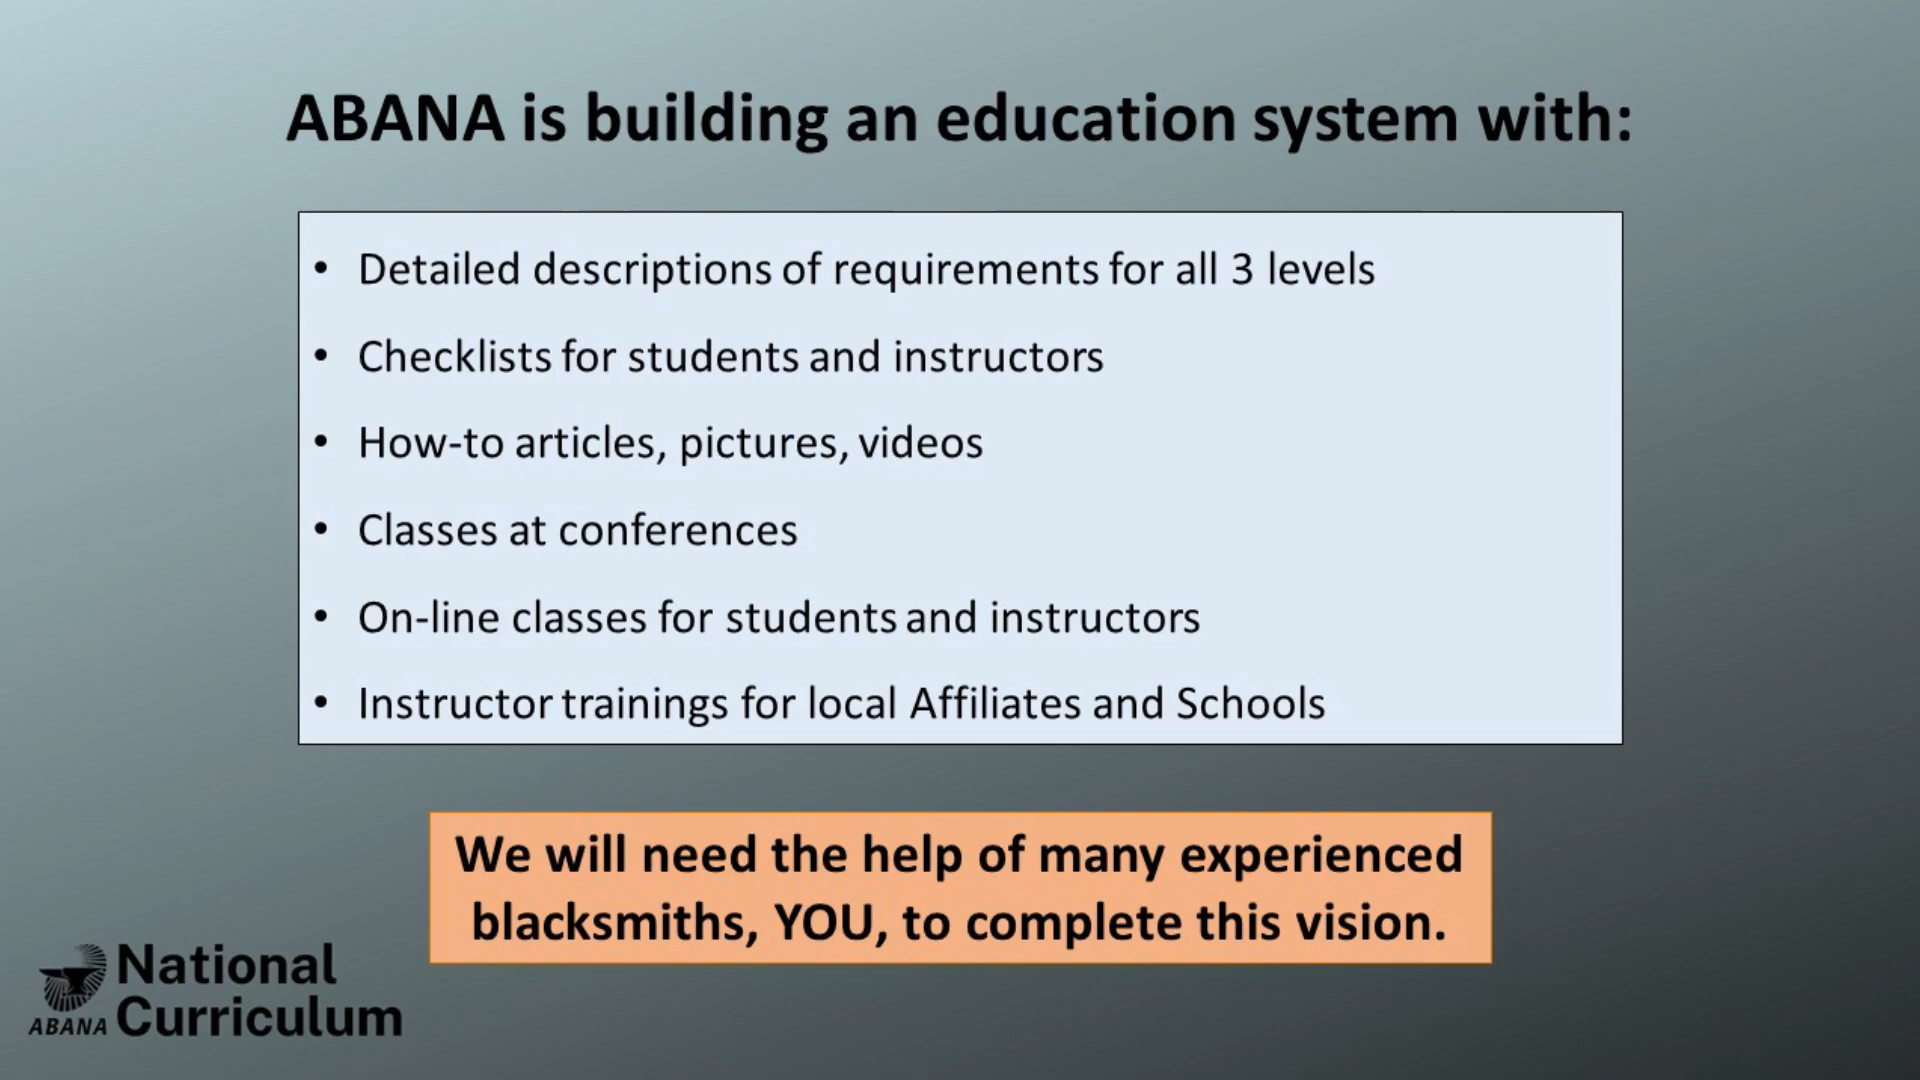 ABANA is building an education system with:
• Detailed descriptions of requirements for all 3 levels
• Checklists for students and instructors
• How-to articles, pictures, videos
• Classes at conferences
• On-line classes for students and instructors
• Instructor trainings for local Affiliates and Schools
We will need the help of many experienced
blacksmiths, YOU, to complete this vision.
National
ABANA Curriculum